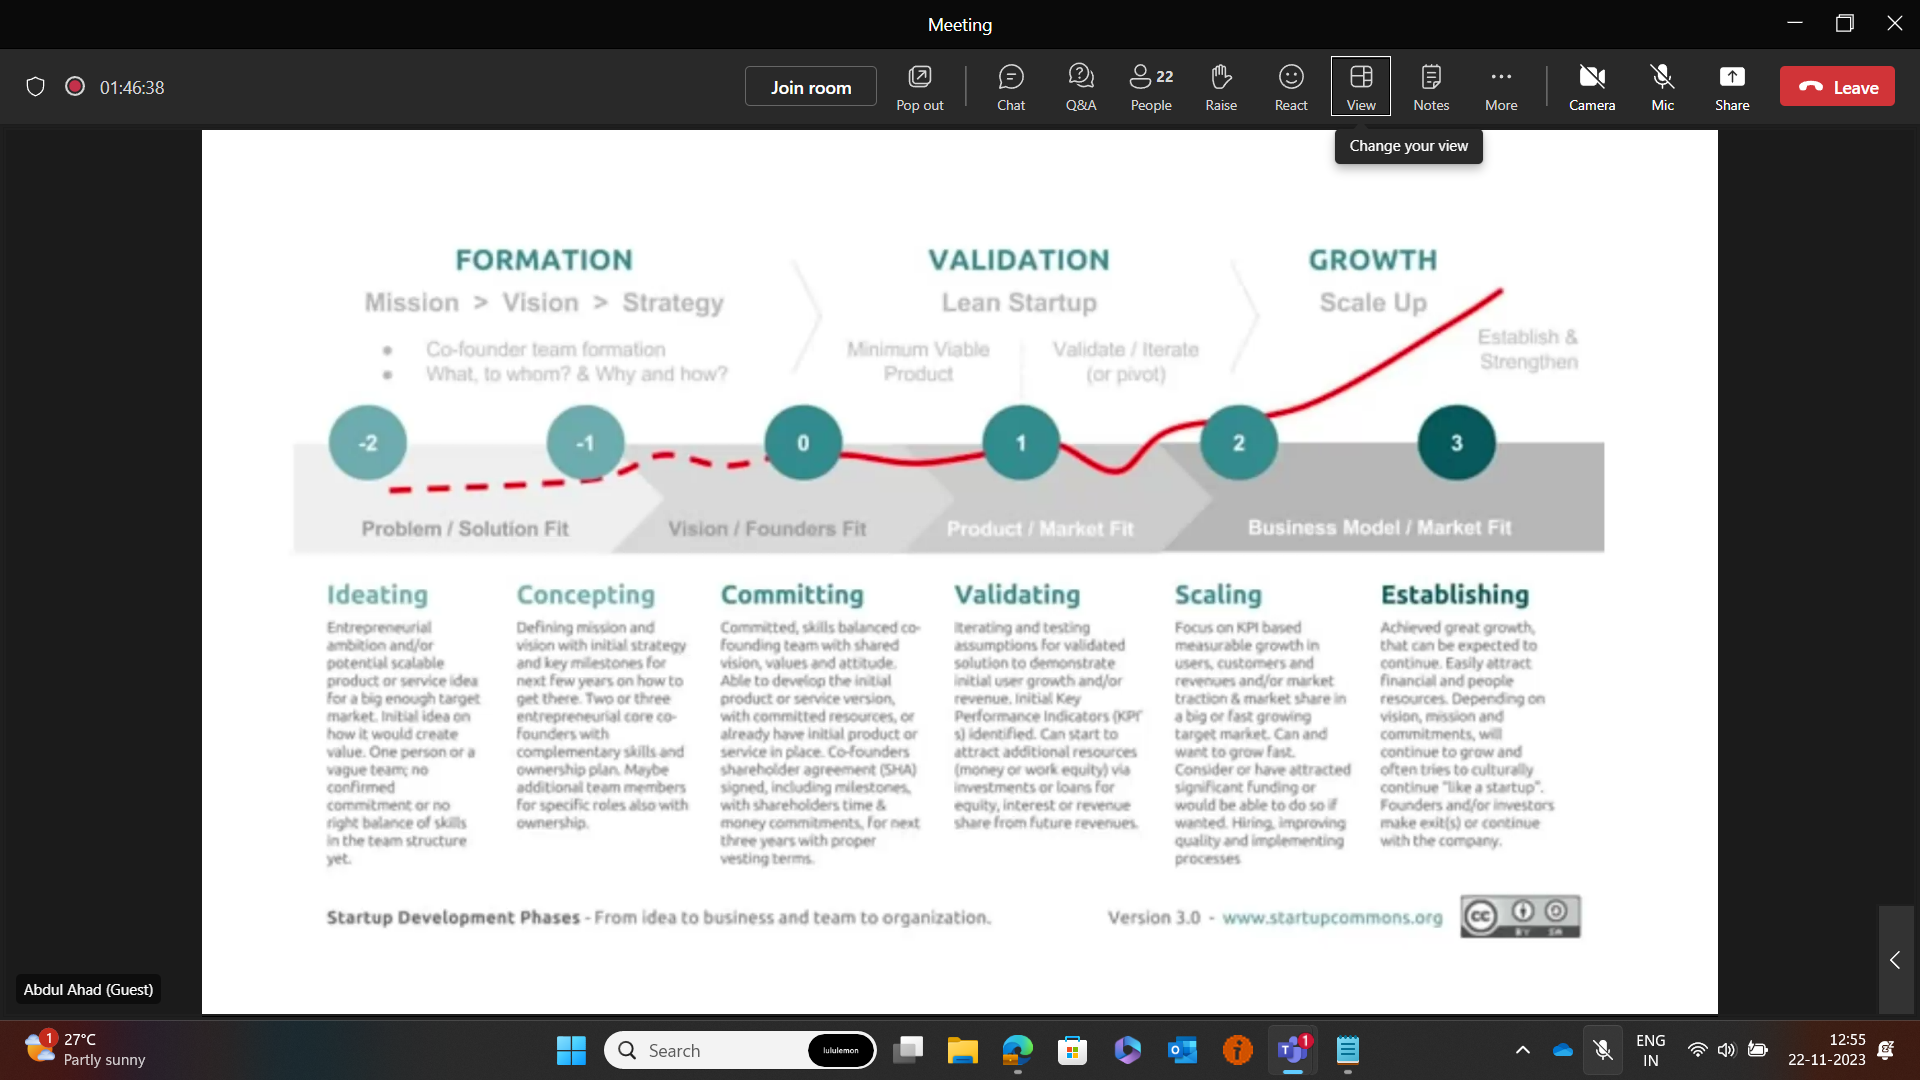 Meeting
01:46:38
Join room
Pop out
Chat
Q&A
22
People
Raise
React
View
Notes
More
Camera
Mic
Share
Leave
Change your view
FORMATION
Mission > Vision > Strategy
Co-founder team formation
What, to whom? & Why and how?
VALIDATION
Lean Startup
Minimum Viable
Product
Validate / Iterate
(or pivot)
GROWTH
Scale Up
Establish &
Strengthen
-2
-1
0
1
2
3
Problem / Solution Fit
Vision / Founders Fit
Product / Market Fit
Business Model / Market Fit
Ideating
Entrepreneurial
ambition and/or
potential scalable
product or service idea
for a big enough target
market. Initial idea on
how it would create
value. One person or a
vague team; no
confirmed
commitment or no
right balance of skills
in the team structure
yet.
Concepting
Defining mission and
vision with initial strategy
and key milestones for
next few years on how to
get there. Two or three
entrepreneurial core co-
founders with
complementary skills and
ownership plan. Maybe
additional team members
for specific roles also with
ownership.
Committing
Committed, skills balanced co-
founding team with shared
vision, values and attitude.
Able to develop the initial
product or service version,
with committed resources, or
already have initial product or
service in place. Co-founders
shareholder agreement (SHA)
signed, including milestones,
with shareholders time &
money commitments, for next
three years with proper
vesting terms.
Validating
Iterating and testing
assumptions for validated
solution to demonstrate
initial user growth and/or
revenue. Initial Key
Performance Indicators (KPI'
s) identified. Can start to
attract additional resources
(money or work equity) via
investments or loans for
equity, interest or revenue
share from future revenues.
Scaling
Focus on KPI based
measurable growth in
users, customers and
revenues and/or market
traction & market share in
a big or fast growing
target market. Can and
want to grow fast.
Consider or have attracted
significant funding or
would be able to do so if
wanted. Hiring, improving
quality and implementing
processes
Establishing
Achieved great growth,
that can be expected to
continue. Easily attract
financial and people
resources. Depending on
vision, mission and
commitments, will
continue to grow and
often tries to culturally
continue "like a startup".
Founders and/or investors
make exit(s) or continue
with the company.
Startup Development Phases - From idea to business and team to organization.
Version 3.0 - www.startupcommons.org
cc
BY SA
Abdul Ahad (Guest)
1
27°C
Partly sunny
Search
lululemon
1
ENG
IN
12:55
22-11-2023